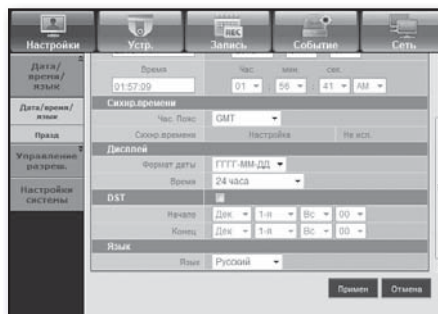 Настройки Устр. Запись Событие Сеть
REC
Дата/
время/
язык
Дата/время/
язык
Празд
Управление
разреш.
Настройки
системы
Время Час. мин. сек.
01:57:09 01 : 56 : 41 AM
Синхр.времени
Час. Пояс GMT
Синхр.времени Настройка Не исп.
Дисплей
Формат даты ГГГГ-ММ-ДД
Время 24 часа
DST
Начало Дек. 1-я Вс 00
Конец Дек. 1-я Вс 00
Язык
Язык Русский
Примен Отмена